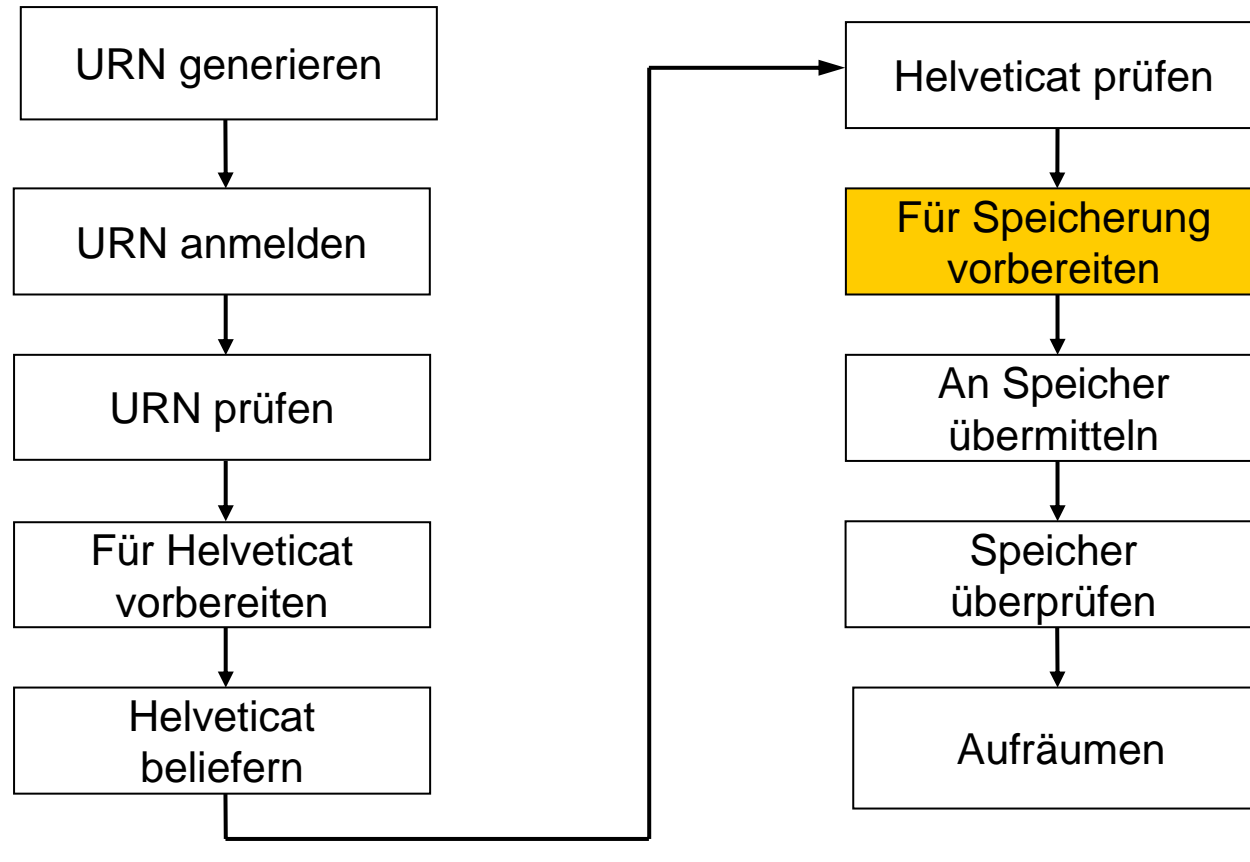 URN generieren
URN anmelden
URN prüfen
Für Helveticat
vorbereiten
Helveticat
beliefern
Helveticat prüfen
Für Speicherung
vorbereiten
An Speicher
übermitteln
Speicher
überprüfen
Aufräumen